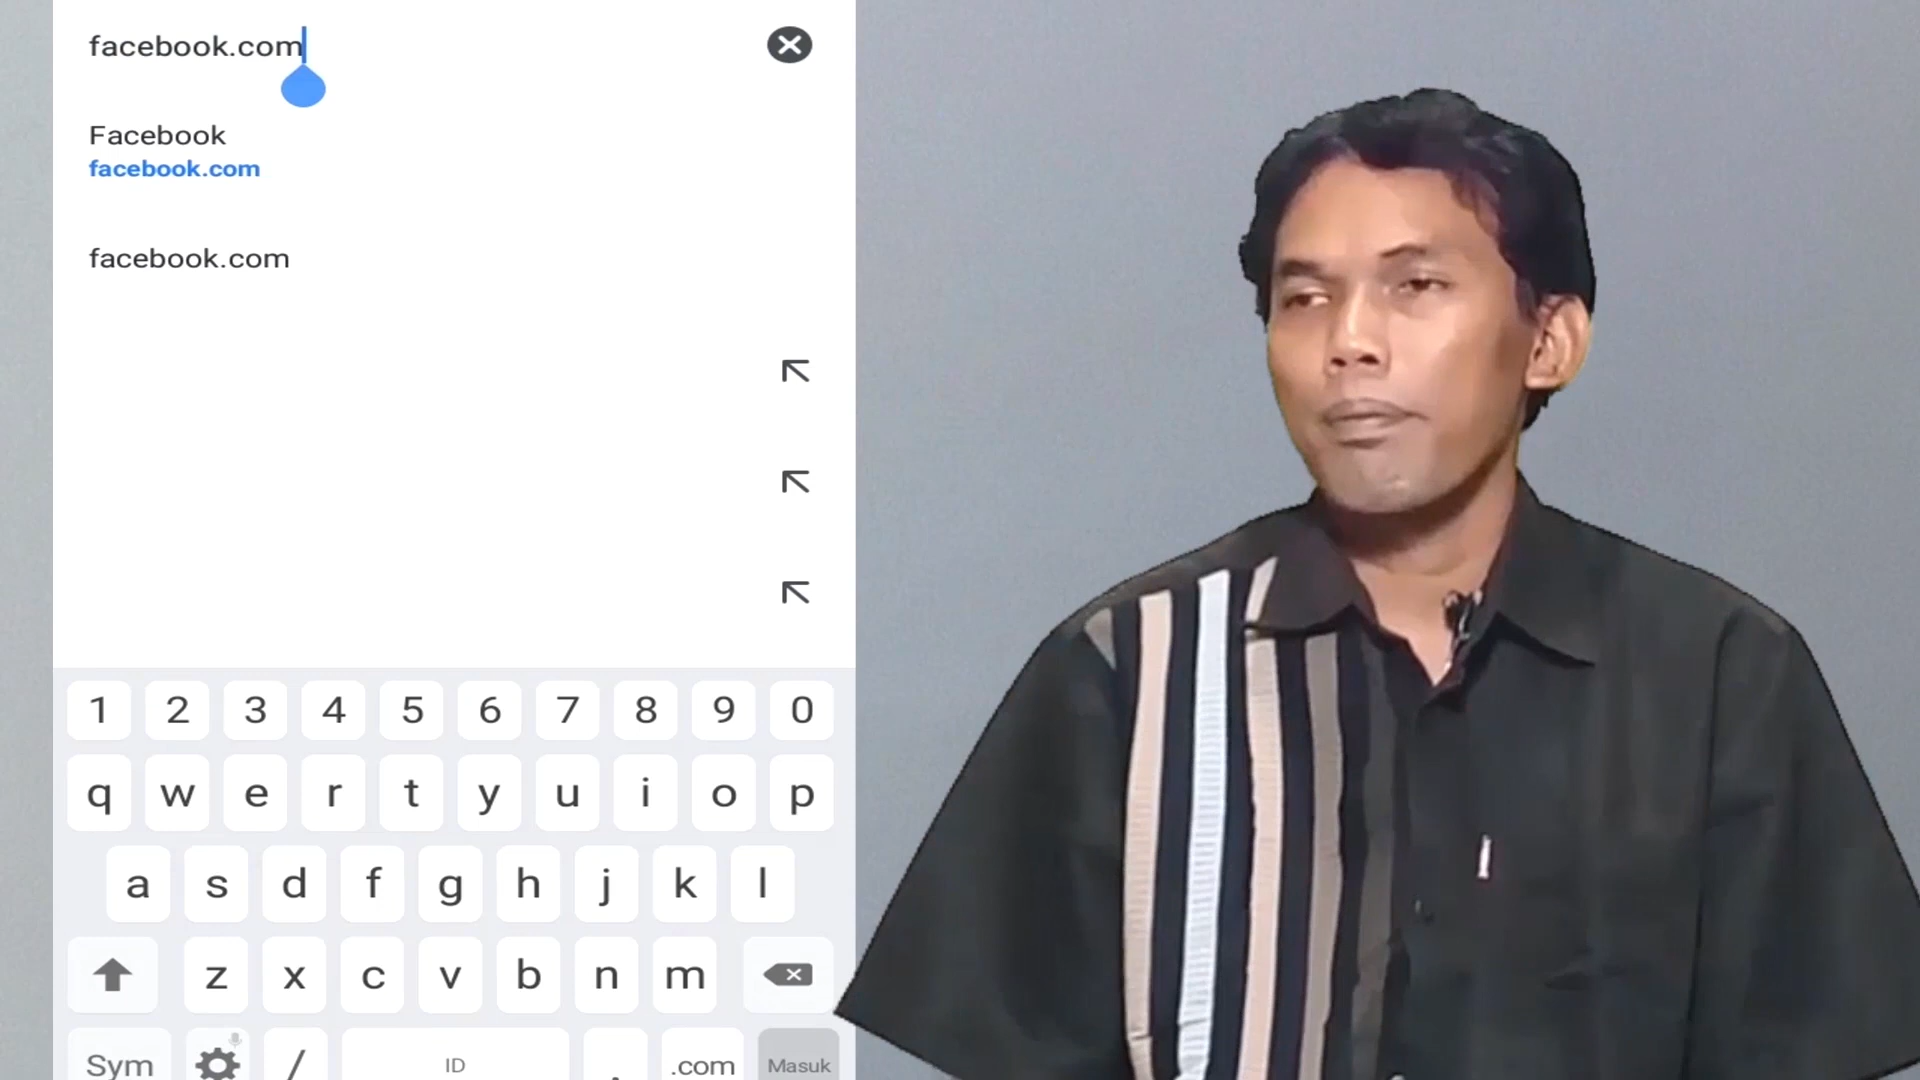 facebook.com
Facebook
facebook.com
facebook.com
1 2 3 4 5 6 7 8 9 0
q w e r t y u i o p
a s d f g h j k l
z x c v b n m
Sym / ID . .com Masuk